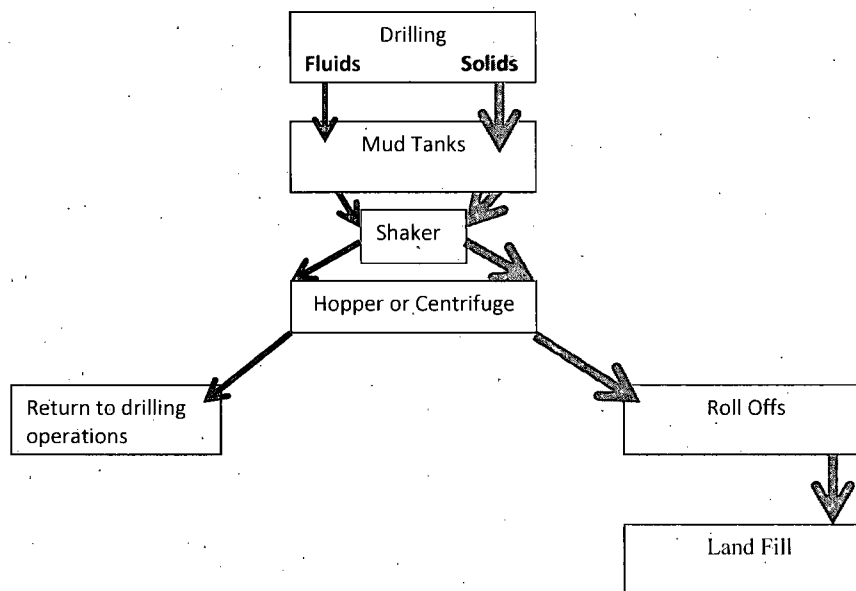 Drilling
Fluids Solids
Mud Tanks
Shaker
Hopper or Centrifuge
Return to drilling
operations
Roll Offs
Land Fill